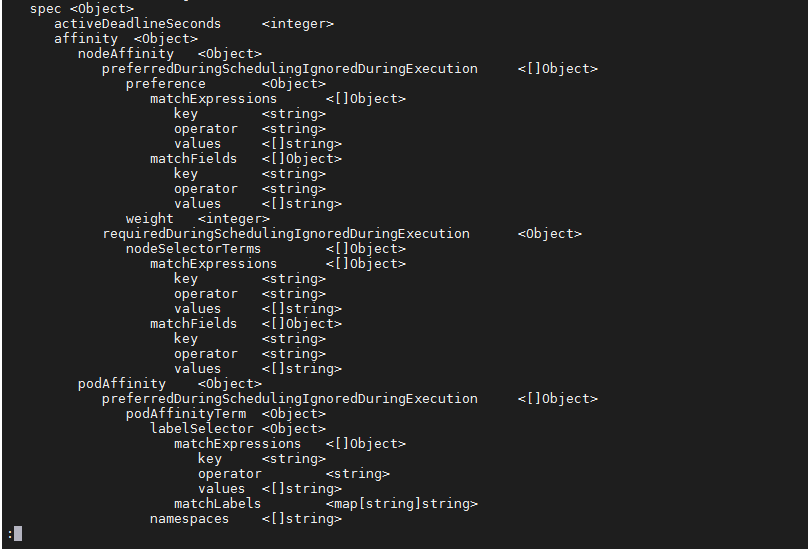 spec <Object>
activeDeadlineSeconds <integer>
affinity <Object>
nodeAffinity <Object>
preferredDuringSchedulingIgnoredDuringExecution <[]Object>
preference <Object>
matchExpressions <[]Object>
key <string>
operator <string>
values <[]string>
matchFields <[]Object>
key <string>
operator <string>
values <[]string>
weight <integer>
requiredDuringSchedulingIgnoredDuringExecution <Object>
nodeSelectorTerms <[]Object>
matchExpressions <[]Object>
key <string>
operator <string>
values <[]string>
matchFields <[]Object>
key <string>
operator <string>
values <[]string>
podAffinity <Object>
preferredDuringSchedulingIgnoredDuringExecution <[]Object>
podAffinityTerm <Object>
labelSelector <Object>
matchExpressions <[]Object>
key <string>
operator <string>
values <[]string>
matchLabels <map[string]string>
namespaces <[]string>
: